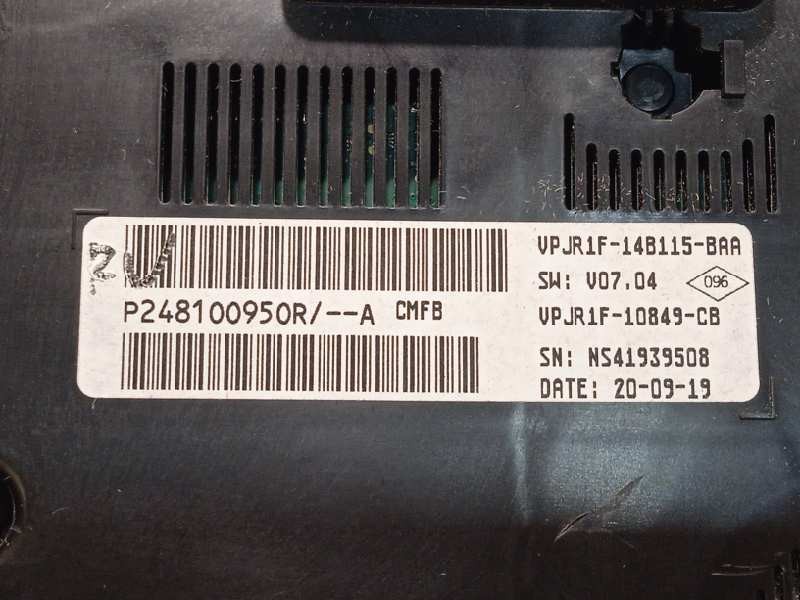 VPJR1F-14B115-BAA
SW: V07.04
096
P248100950R/--A CMFB
VPJR1F-10849-CB
SN: NS41939508
DATE: 20-09-19